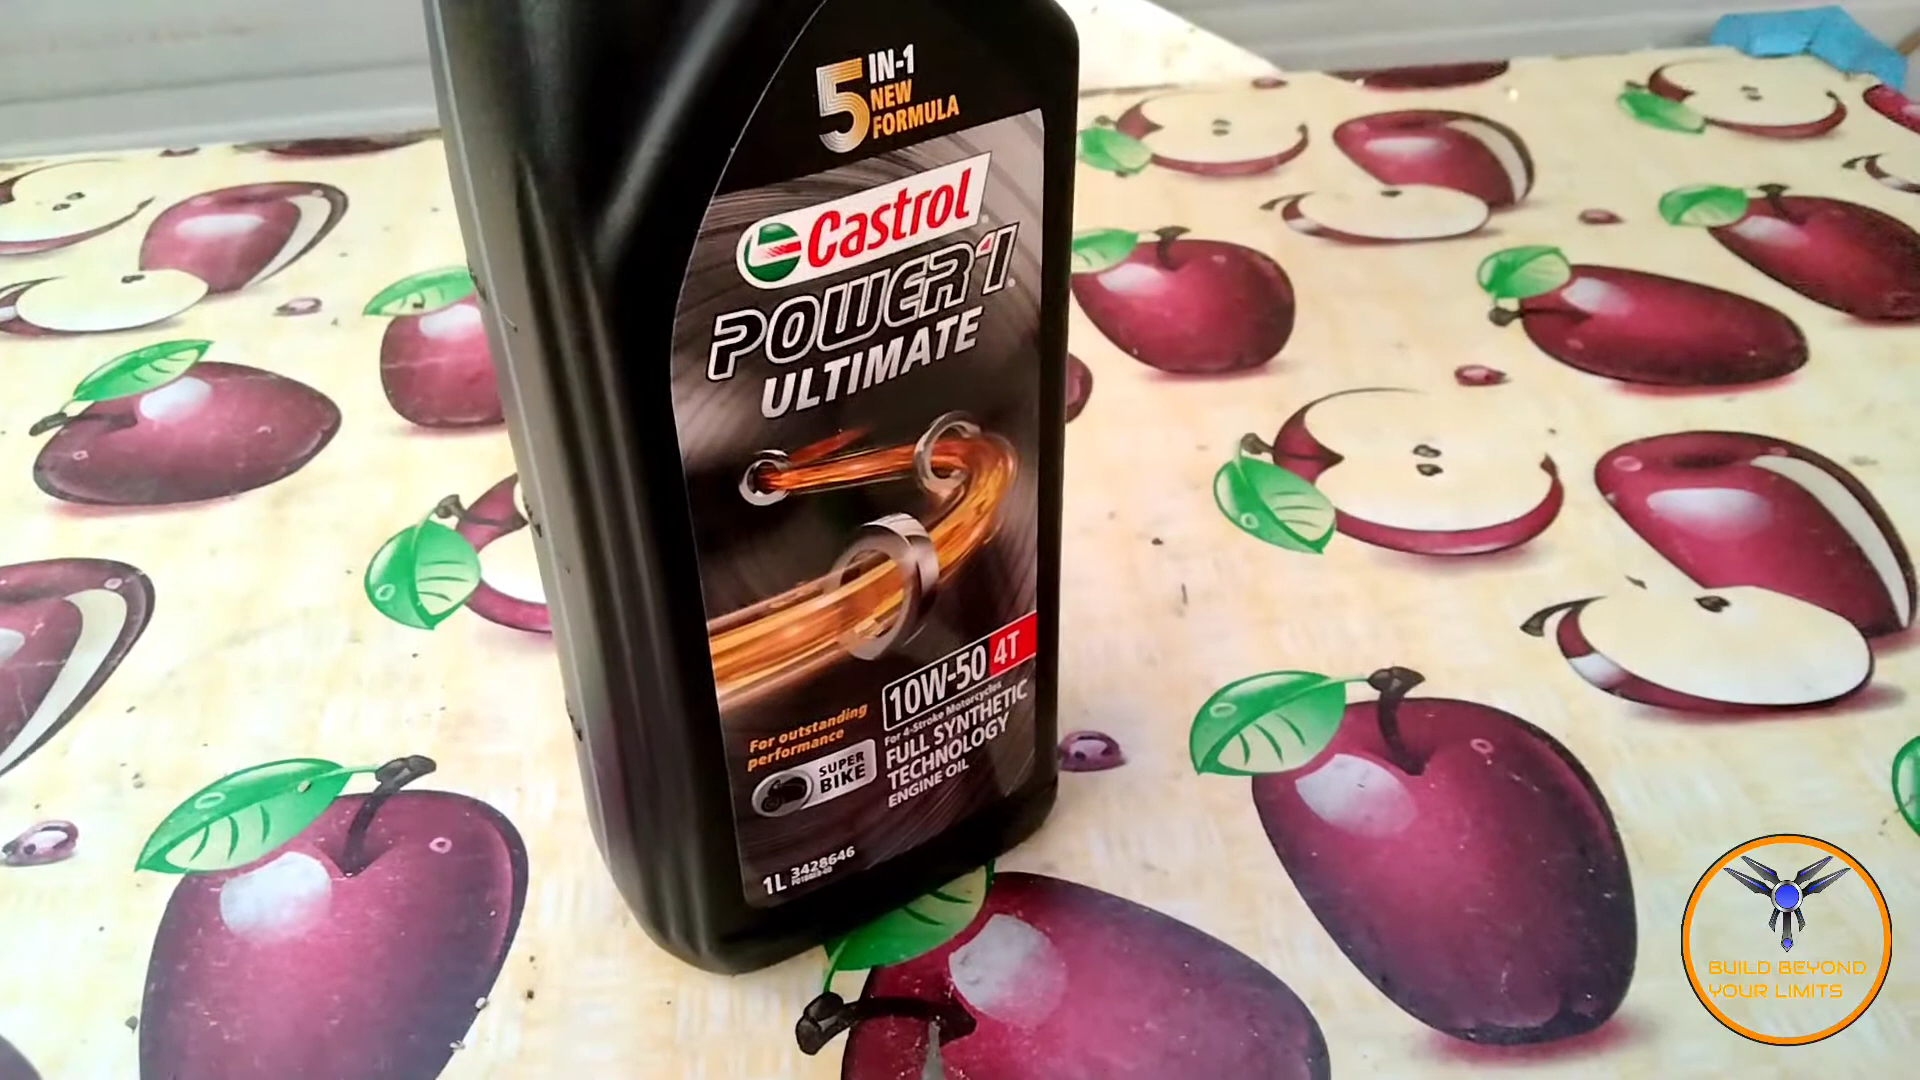 5 IN-1
NEW
FORMULA
Castrol
POWER1
ULTIMATE
10W-50 4T
For 4-Stroke Motorcycles
FULL SYNTHETIC
TECHNOLOGY
ENGINE OIL
For outstanding
performance
SUPER
BIKE
1L 3428646
BUILD BEYOND
YOUR LIMITS